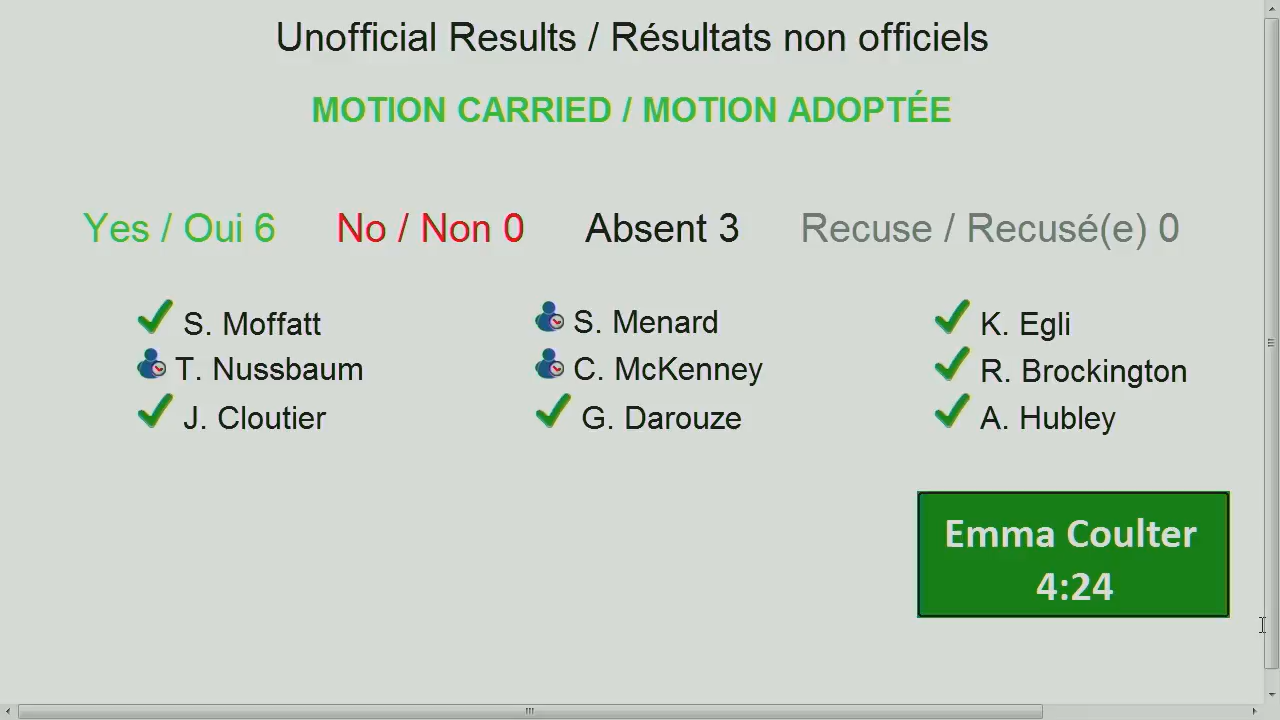 Unofficial Results / Résultats non officiels
MOTION CARRIED / MOTION ADOPTÉE
Yes / Oui 6 No / Non 0 Absent 3 Recuse / Recusé(e) 0
S. Moffatt S. Menard K. Egli
T. Nussbaum C. McKenney R. Brockington
J. Cloutier G. Darouze A. Hubley
Emma Coulter
4:24